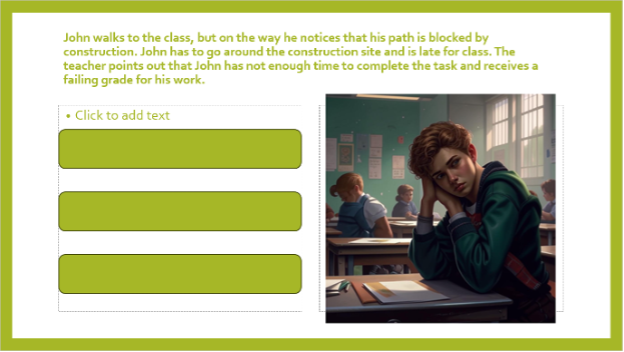 John walks to the class, but on the way he notices that his path is blocked by
construction. John has to go around the construction site and is late for class. The
teacher points out that John has not enough time to complete the task and receives a
failing grade for his work.
• Click to add text